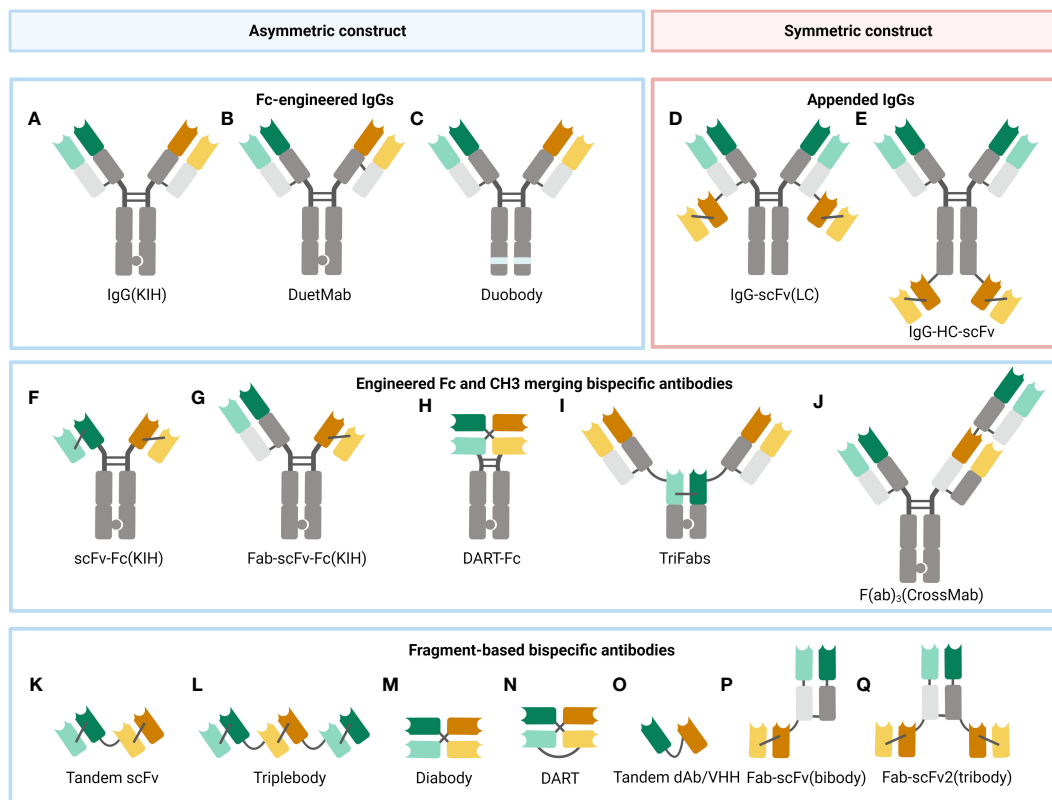 Asymmetric construct
Symmetric construct
Fc-engineered IgGs
Appended IgGs
A
B
C
D
E
IgG(KIH)
DuetMab
Duobody
IgG-scFv(LC)
IgG-HC-scFv
Engineered Fc and CH3 merging bispecific antibodies
F
G
H
I
J
scFv-Fc(KIH)
Fab-scFv-Fc(KIH)
DART-Fc
TriFabs
F(ab)₃(CrossMab)
Fragment-based bispecific antibodies
K
L
M
N
O
P
Q
Tandem scFv
Triplebody
Diabody
DART
Tandem dAb/VHH
Fab-scFv(bibody)
Fab-scFv2(tribody)